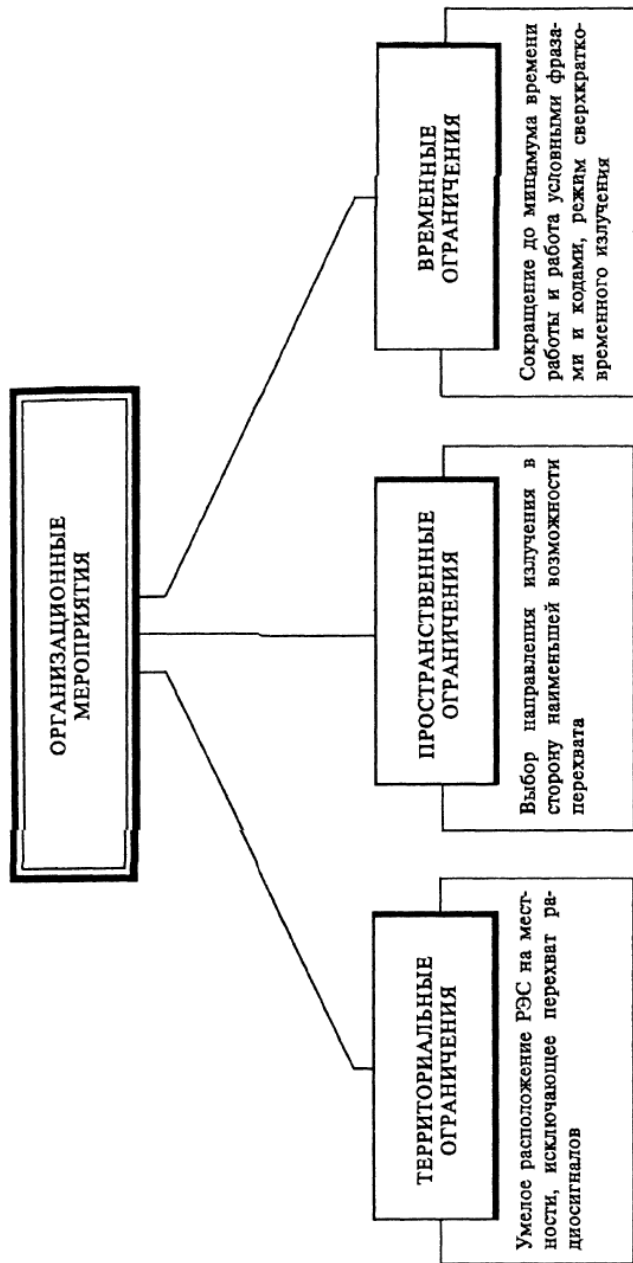 ОРГАНИЗАЦИОННЫЕ
МЕРОПРИЯТИЯ
ТЕРРИТОРИАЛЬНЫЕ
ОГРАНИЧЕНИЯ
Умелое расположение РЭС на мест-
ности, исключающее перехват ра-
диосигналов
ПРОСТРАНСТВЕННЫЕ
ОГРАНИЧЕНИЯ
Выбор направления излучения в
сторону наименьшей возможности
перехвата
ВРЕМЕННЫЕ
ОГРАНИЧЕНИЯ
Сокращение до минимума времени
работы и работа условными фраза-
ми и кодами, режим сверхкратко-
временного излучения